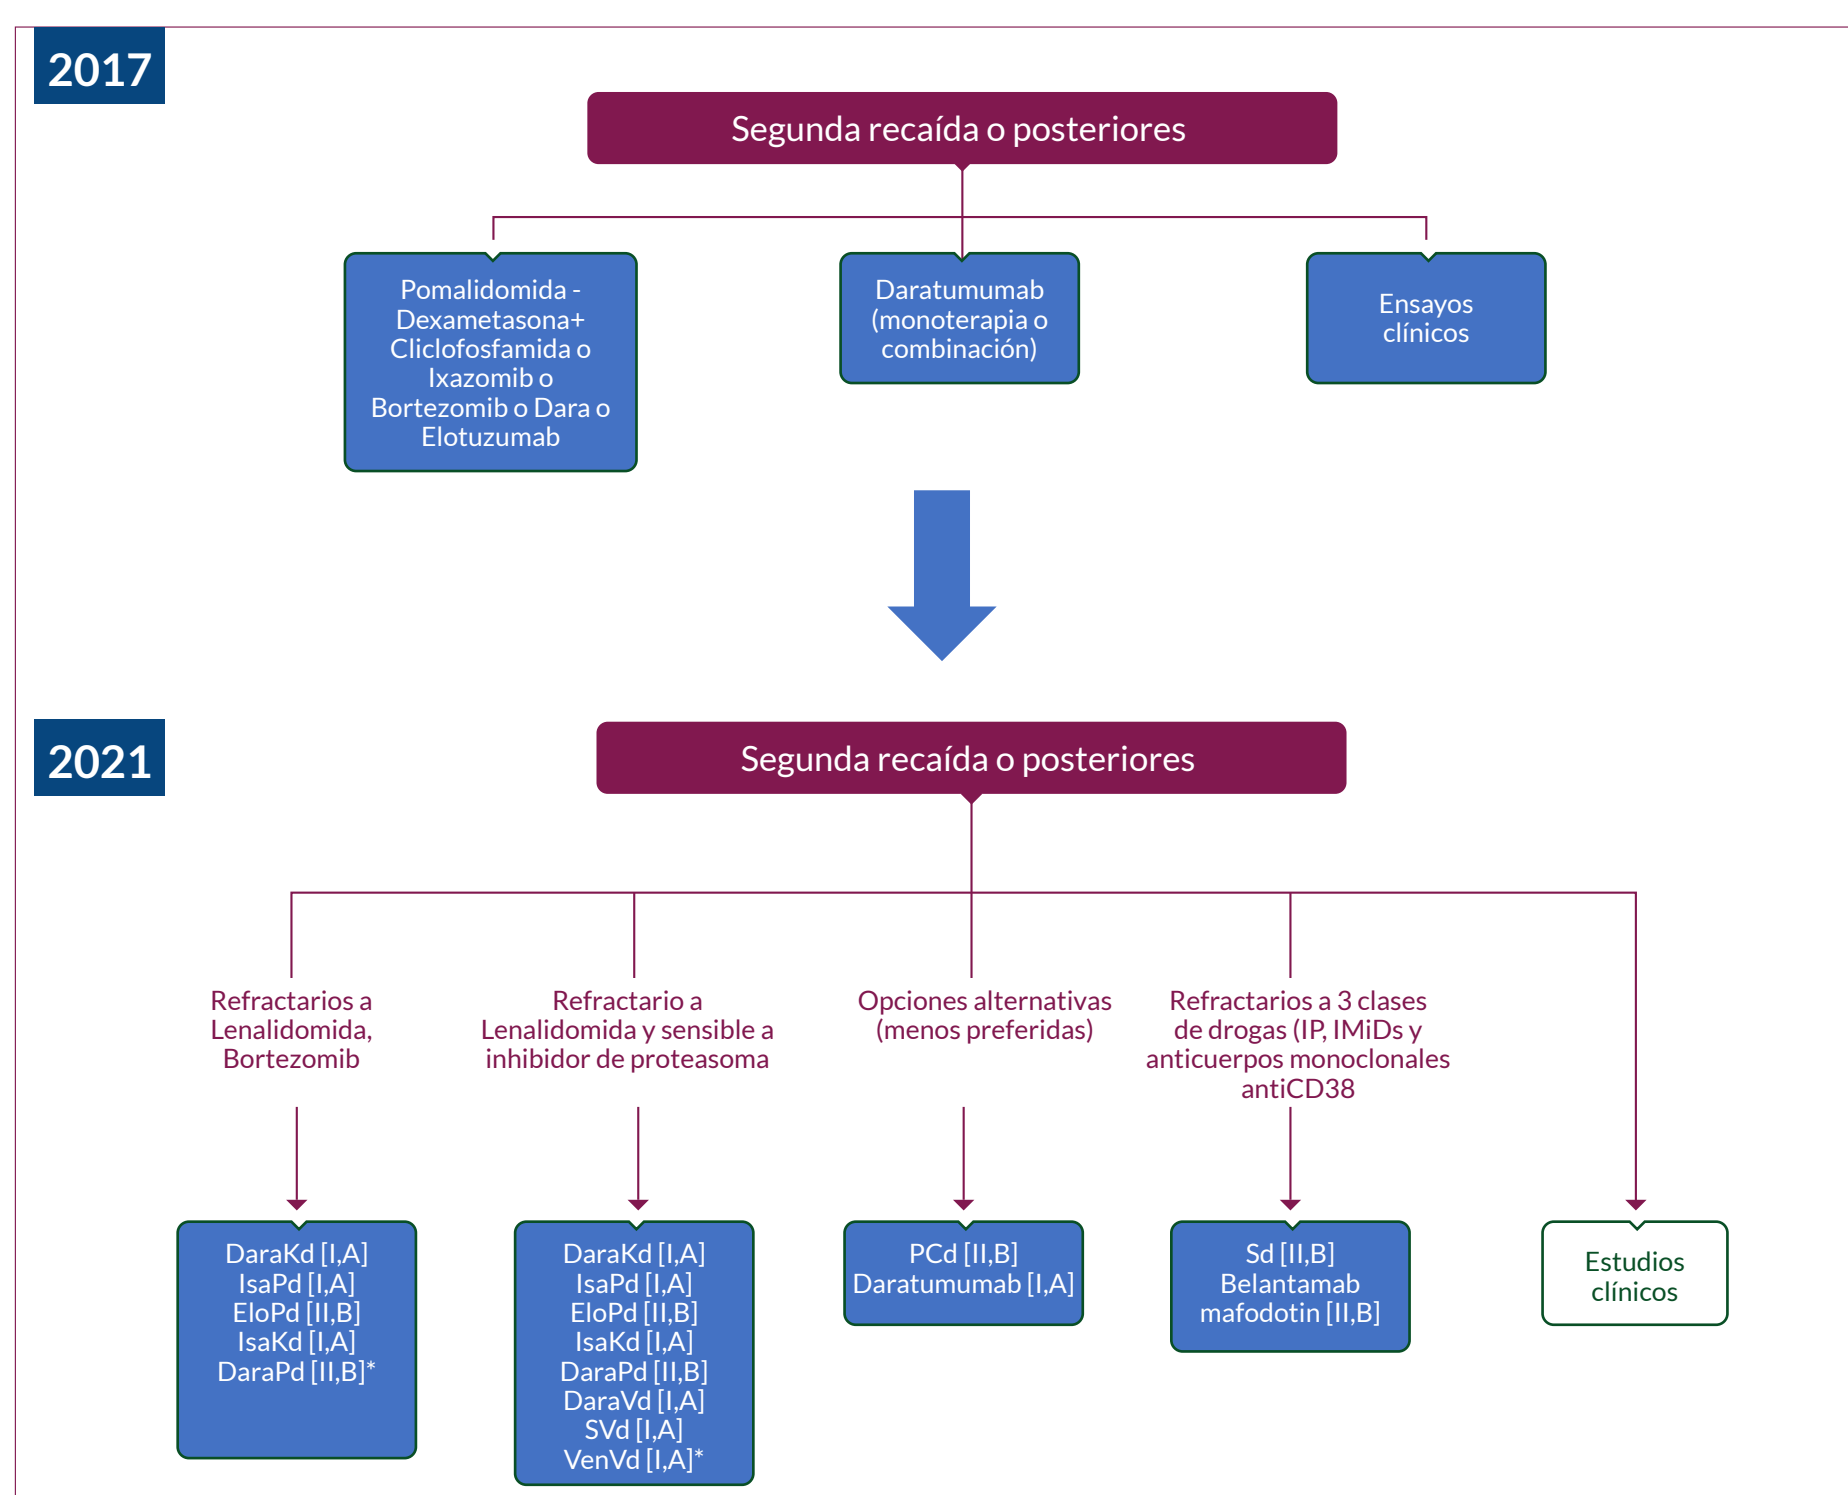 2017
Segunda recaída o posteriores
Pomalidomida -
Dexametasona+
Cliclofosfamida o
Ixazomib o
Bortezomib o Dara o
Elotuzumab
Daratumumab
(monoterapia o
combinación)
Ensayos
clínicos
2021
Segunda recaída o posteriores
Refractarios a
Lenalidomida,
Bortezomib
Refractario a
Lenalidomida y sensible a
inhibidor de proteasoma
Opciones alternativas
(menos preferidas)
Refractarios a 3 clases
de drogas (IP, IMiDs y
anticuerpos monoclonales
antiCD38
DaraKd [I,A]
IsaPd [I,A]
EloPd [II,B]
IsaKd [I,A]
DaraPd [II,B]*
DaraKd [I,A]
IsaPd [I,A]
EloPd [II,B]
IsaKd [I,A]
DaraPd [II,B]
DaraVd [I,A]
SVd [I,A]
VenVd [I,A]*
PCd [II,B]
Daratumumab [I,A]
Sd [II,B]
Belantamab
mafodotin [II,B]
Estudios
clínicos